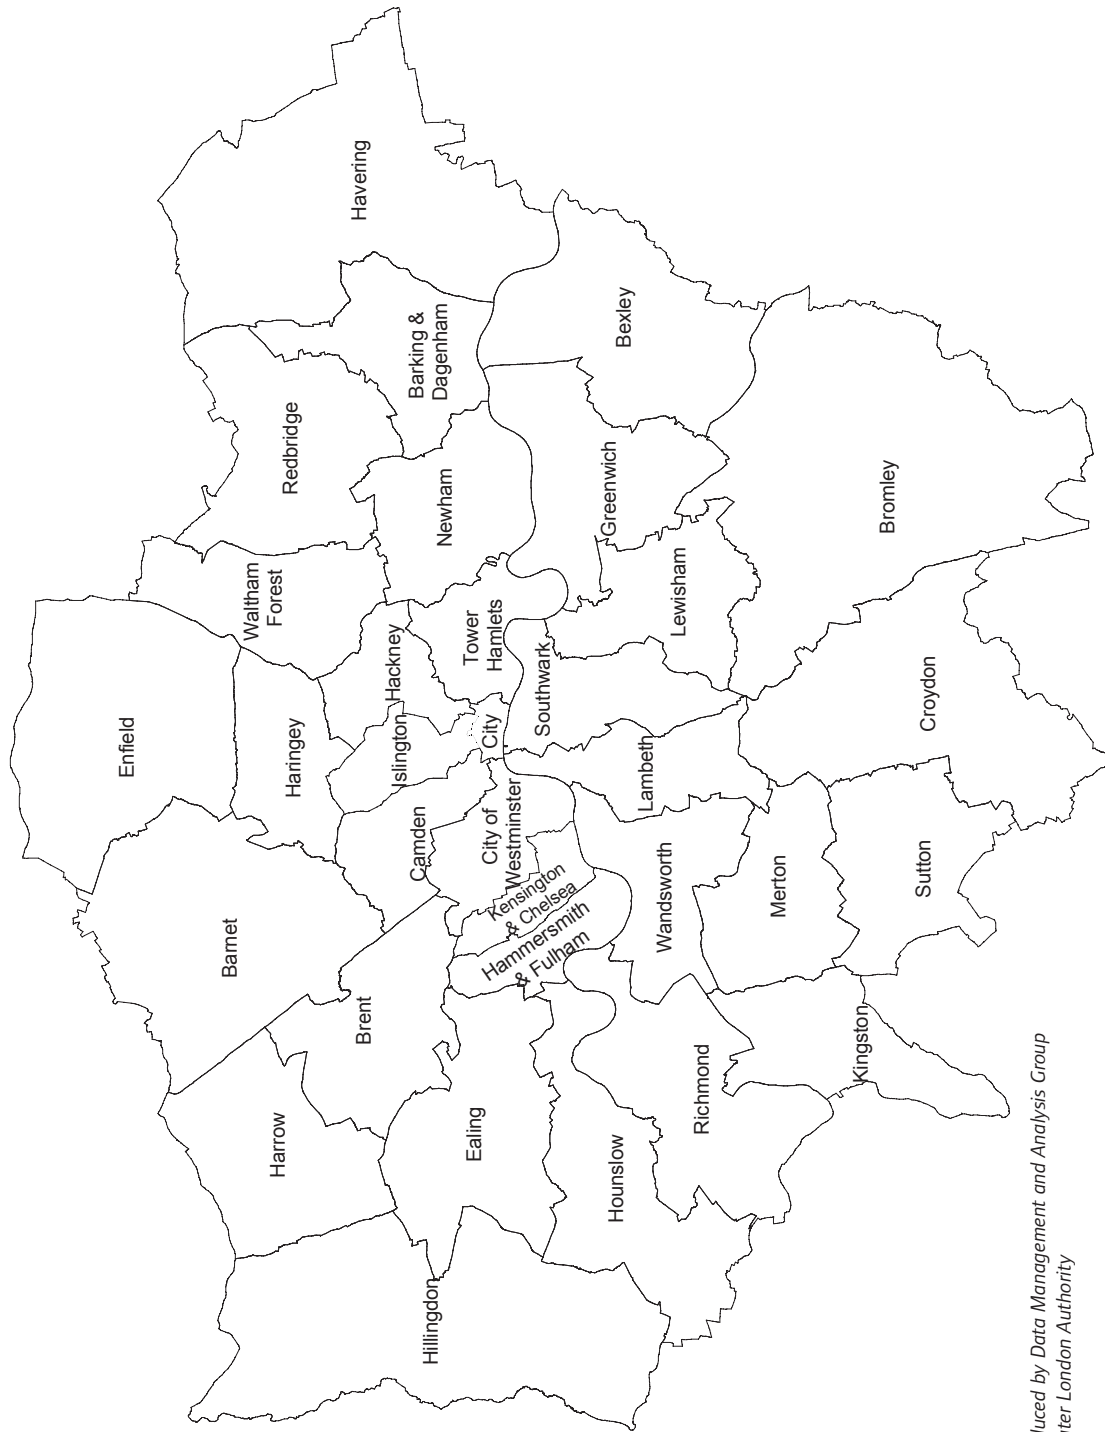 Enfield
Barnet
Haringey
Waltham
Forest
Harrow
Redbridge
Havering
Brent
Camden
Islington
Hackney
Barking &
Dagenham
Hillingdon
Ealing
City of
Westminster
City
Tower
Hamlets
Newham
Kensington
& Chelsea
Hammersmith
& Fulham
Southwark
Hounslow
Greenwich
Bexley
Richmond
Wandsworth
Lambeth
Lewisham
Merton
Kingston
Sutton
Croydon
Bromley
and Analysis Group
by Data Management
London Authority